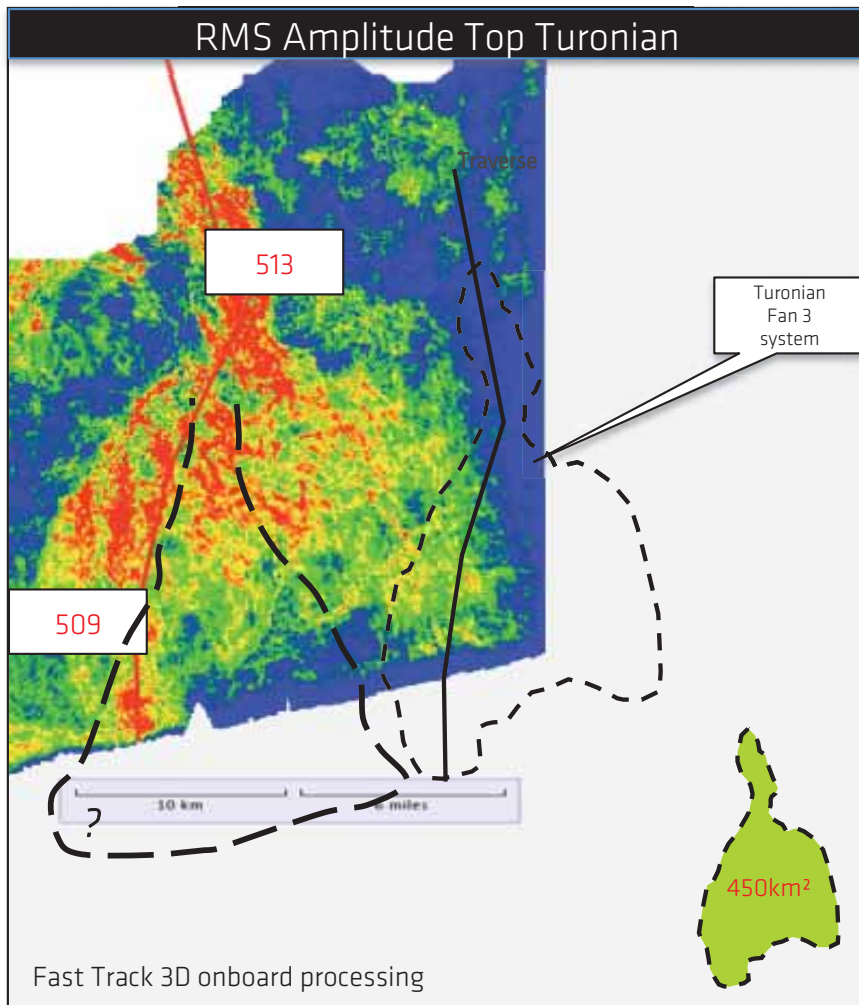 RMS Amplitude Top Turonian
Traverse
513
Turonian
Fan 3
system
509
10 km
6 miles
?
450km²
Fast Track 3D onboard processing